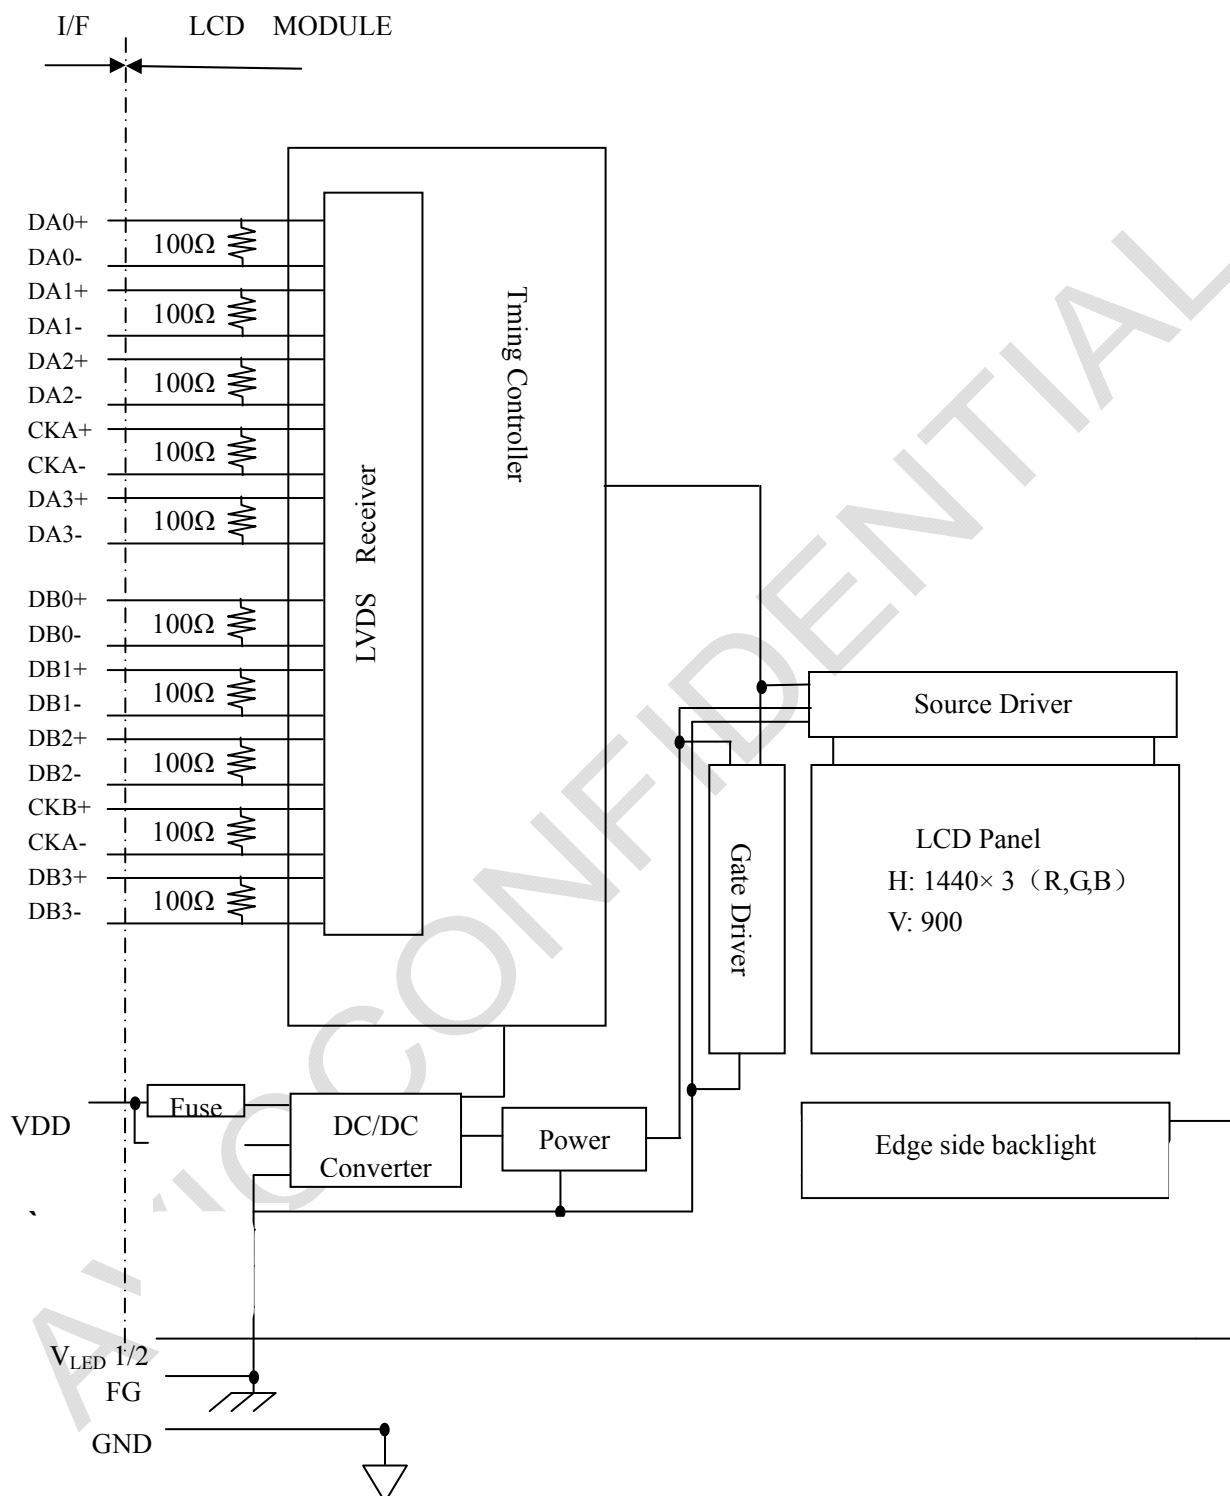 I/F LCD MODULE
DA0+
100Ω
DA0-
DA1+
100Ω
DA1-
DA2+
100Ω
DA2-
CKA+
100Ω
CKA-
DA3+
100Ω
DA3-
DB0+
100Ω
DB0-
DB1+
100Ω
DB1-
DB2+
100Ω
DB2-
CKB+
100Ω
CKA-
DB3+
100Ω
DB3-
LVDS Receiver
Tming Controller
Source Driver
Gate Driver
LCD Panel
H: 1440× 3（R,G,B）
V: 900
VDD
Fuse
DC/DC
Converter
Power
Edge side backlight
VLED 1/2
FG
GND
AVIC CONFIDENTIAL